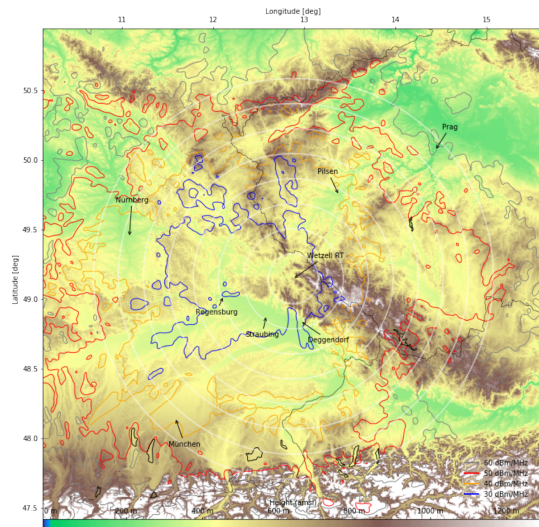 Longitude [deg]
11 12 13 14 15
Latitude [deg]
50.5
50.0
49.5
49.0
48.5
48.0
47.5
Prag
Pilsen
Nürnberg
Wetzell RT
Regensburg
Straubing
Deggendorf
München
60 dBm/MHz
50 dBm/MHz
40 dBm/MHz
30 dBm/MHz
Height (amsl)
0 m 200 m 400 m 600 m 800 m 1000 m 1200 m